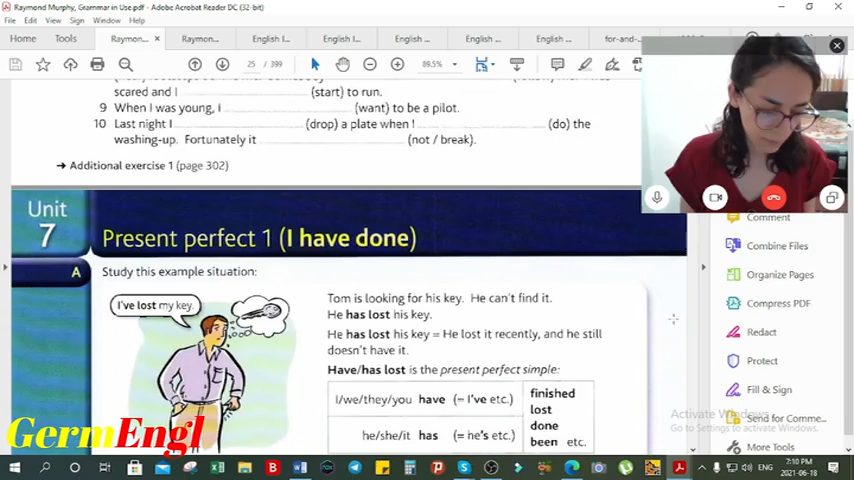 Raymond Murphy, Grammar in Use.pdf - Adobe Acrobat Reader DC (32-bit)
File Edit View Sign Window Help
Home Tools Raymon... × Raymon... English I... English I... English ... English ... English ... for-and-...
25 / 399 89.5%
scared and I (start) to run.
9 When I was young, I (want) to be a pilot.
10 Last night I (drop) a plate when I (do) the
washing-up. Fortunately it (not / break).
➜ Additional exercise 1 (page 302)
Unit
7
Present perfect 1 (I have done)
A
Study this example situation:
I've lost my key.
Tom is looking for his key. He can't find it.
He has lost his key.
He has lost his key = He lost it recently, and he still
doesn't have it.
Have/has lost is the present perfect simple:
I/we/they/you have (= I've etc.)
he/she/it has (= he's etc.)
finished
lost
done
been etc.
Comment
Combine Files
Organize Pages
Compress PDF
Redact
Protect
Fill & Sign
Send for Comme...
More Tools
Activate Windows
Go to Settings to activate Windows.
GermEngl
ENG
7:10 PM
2021-06-18